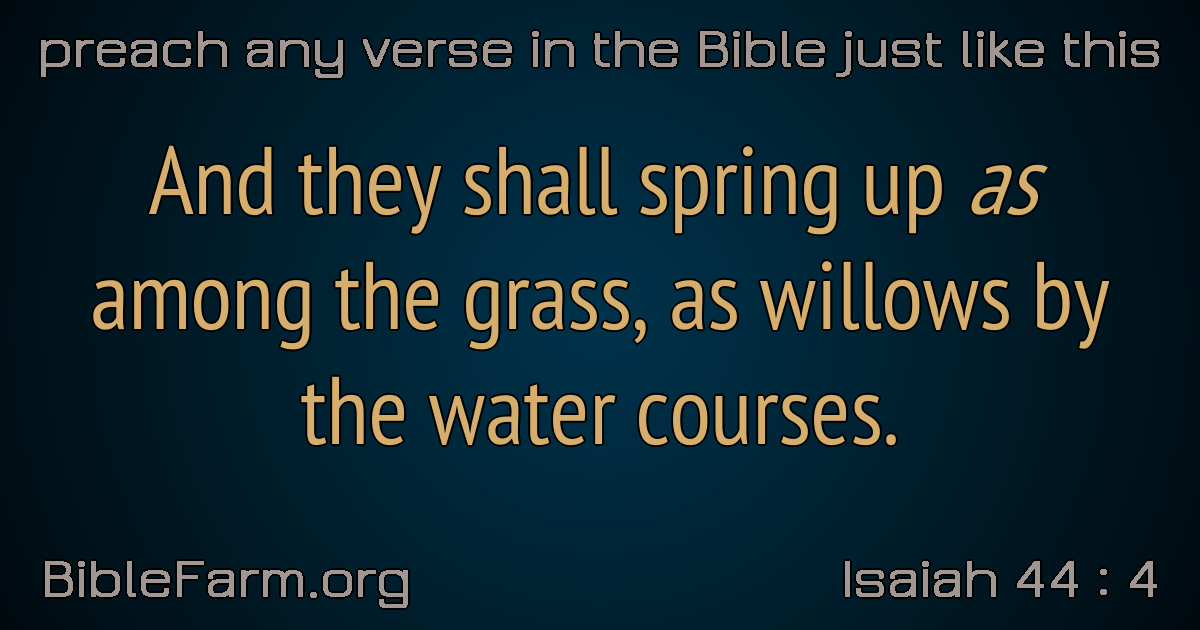 preach any verse in the Bible just like this
And they shall spring up as
among the grass, as willows by
the water courses.
BibleFarm.org
Isaiah 44 : 4